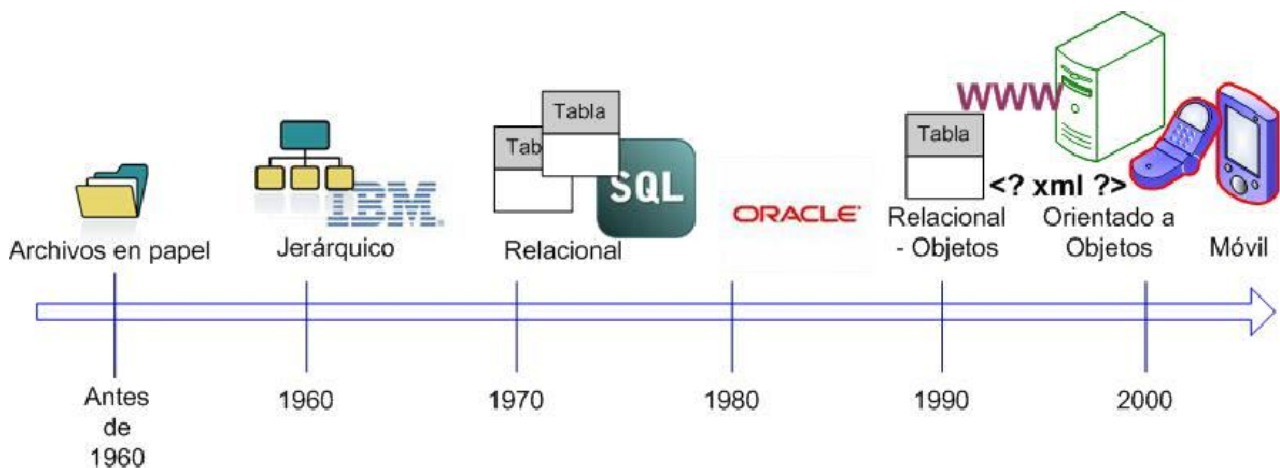 WWW
Tabla
Tab
Tabla
SQL
IBM.
ORACLE
Tabla
<? xml ?>
Archivos en papel
Jerárquico
Relacional
Relacional
- Objetos
Orientado a
Objetos
Móvil
Antes
de
1960
1960
1970
1980
1990
2000